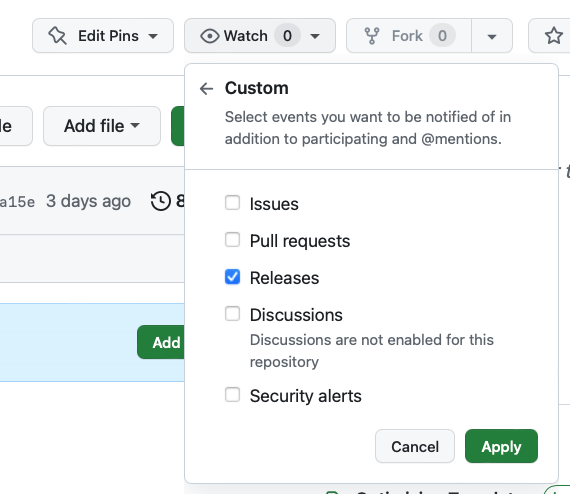 Edit Pins
Watch 0
Fork 0
Custom
Select events you want to be notified of in
addition to participating and @mentions.
Add file
a15e 3 days ago
Issues
Pull requests
Releases
Discussions
Discussions are not enabled for this
repository
Add
Security alerts
Cancel Apply